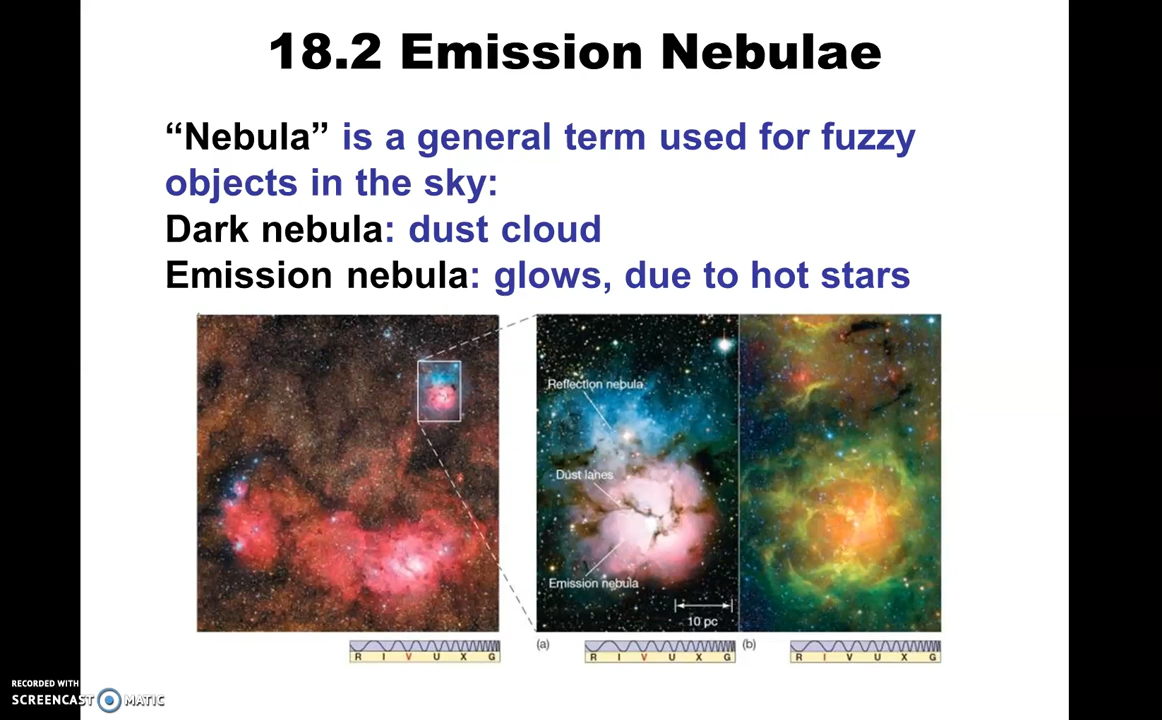 18.2 Emission Nebulae
“Nebula” is a general term used for fuzzy
objects in the sky:
Dark nebula: dust cloud
Emission nebula: glows, due to hot stars
Reflection nebula
Dust lanes
Emission nebula
10 pc
R I V U X G
(a)
R I V U X G
(b)
R I V U X G
RECORDED WITH
SCREENCAST MATIC